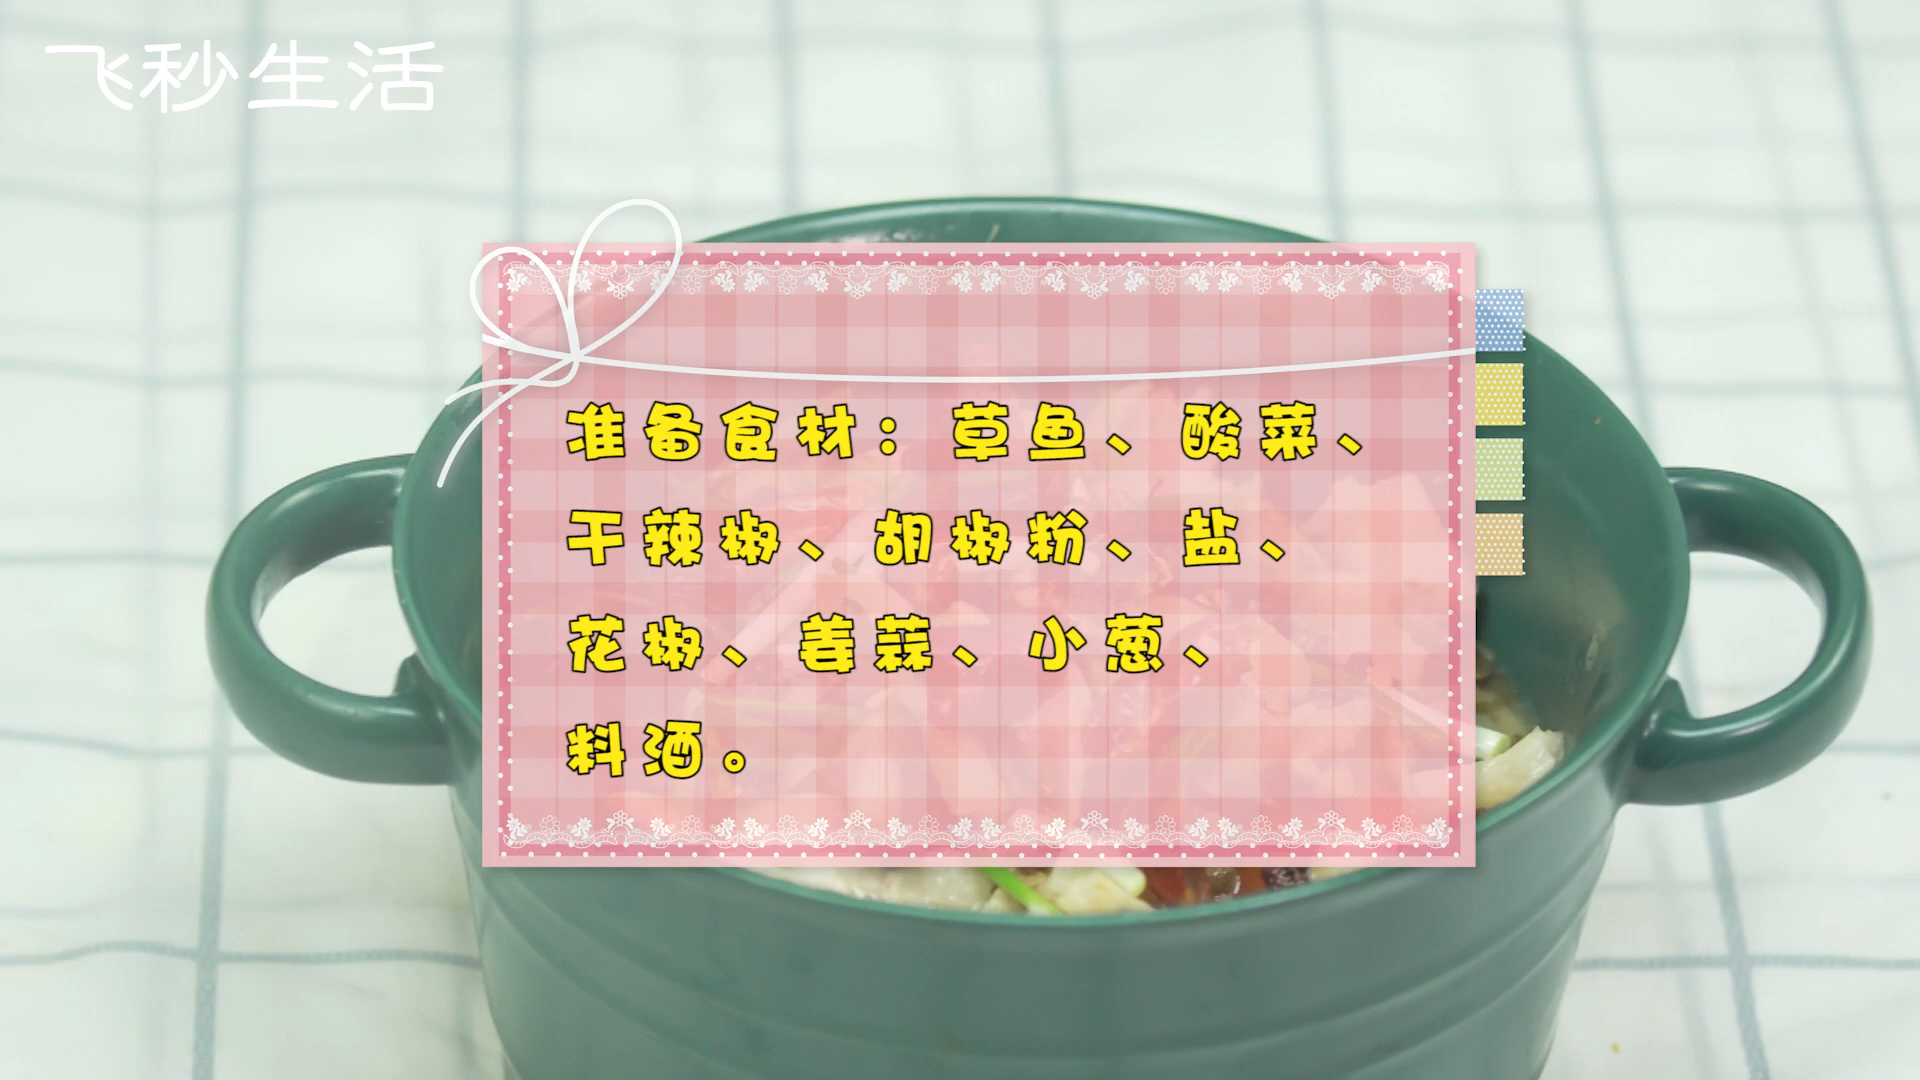 飞秒生活
准备食材：草鱼、酸菜、
干辣椒、胡椒粉、盐、
花椒、姜蒜、小葱、
料酒。